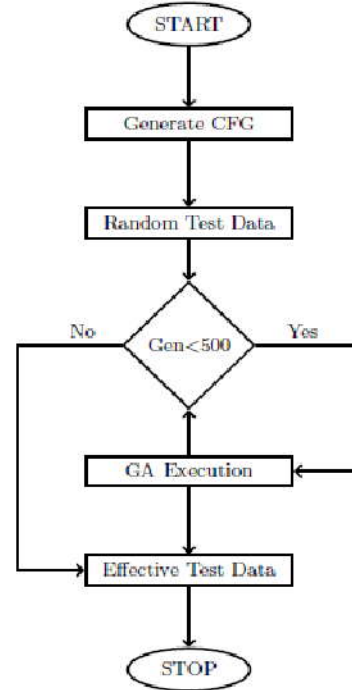 START
Generate CFG
Random Test Data
No
Yes
Gen<500
GA Execution
Effective Test Data
STOP